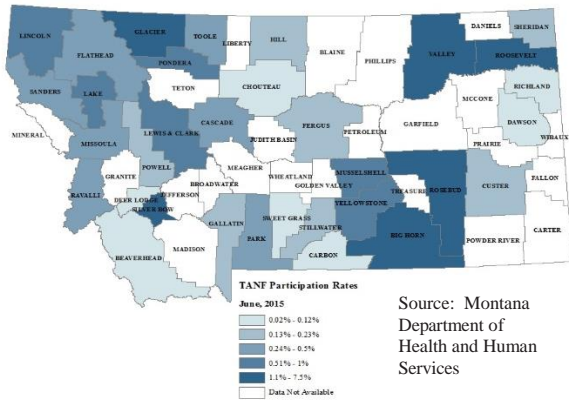 LINCOLN
GLACIER
TOOLE
LIBERTY
HILL
BLAINE
PHILLIPS
VALLEY
DANIELS
SHERIDAN
ROOSEVELT
FLATHEAD
PONDERA
TETON
CHOUTEAU
RICHLAND
SANDERS
LAKE
MCCONE
DAWSON
WIBAUX
MINERAL
MISSOULA
LEWIS & CLARK
CASCADE
JUDITH BASIN
FERGUS
PETROLEUM
GARFIELD
PRAIRIE
POWELL
MEAGHER
WHEATLAND
GOLDEN VALLEY
MUSSELSHELL
TREASURE
ROSEBUD
CUSTER
FALLON
GRANITE
RAVALLI
DEER LODGE
SILVER BOW
JEFFERSON
BROADWATER
GALLATIN
PARK
SWEET GRASS
STILLWATER
YELLOWSTONE
BIG HORN
POWDER RIVER
CARTER
BEAVERHEAD
MADISON
CARBON
TANF Participation Rates
June, 2015
0.02% - 0.12%
0.13% - 0.23%
0.24% - 0.5%
0.51% - 1%
1.1% - 7.5%
Data Not Available
Source: Montana
Department of
Health and Human
Services